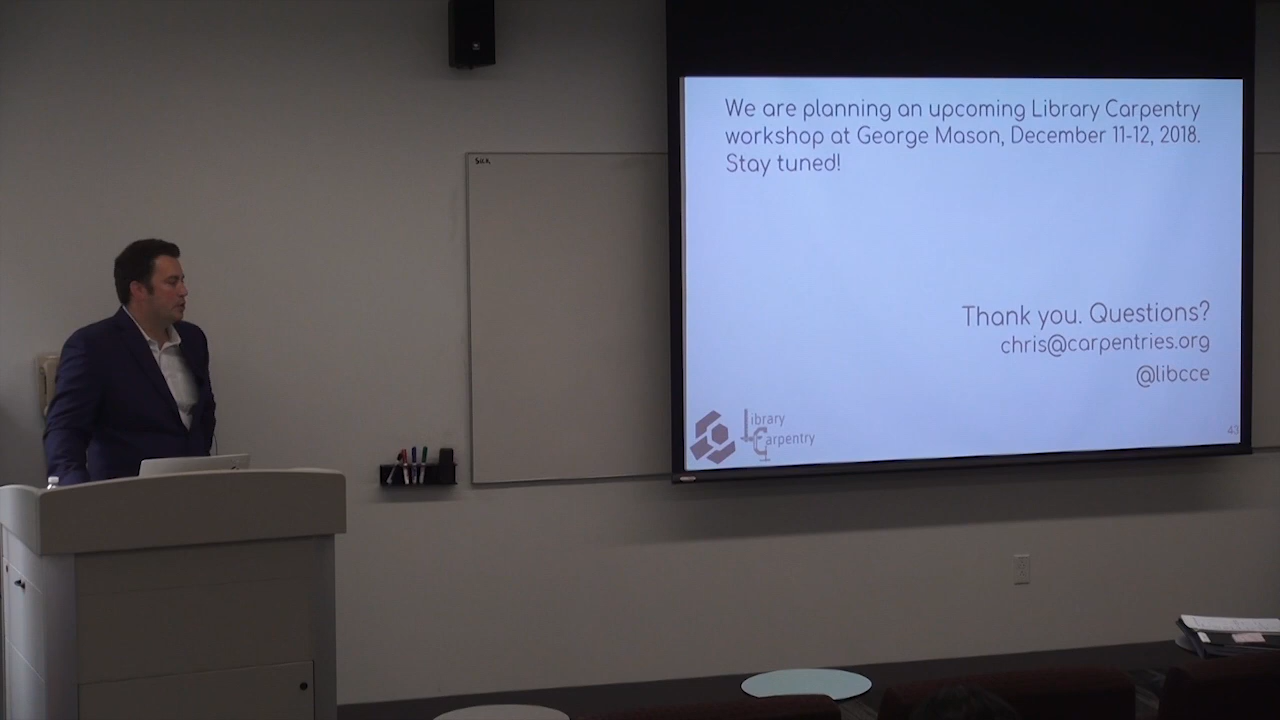 We are planning an upcoming Library Carpentry
workshop at George Mason, December 11-12, 2018.
Stay tuned!
Thank you. Questions?
chris@carpentries.org
@libcce
Library
Carpentry
43